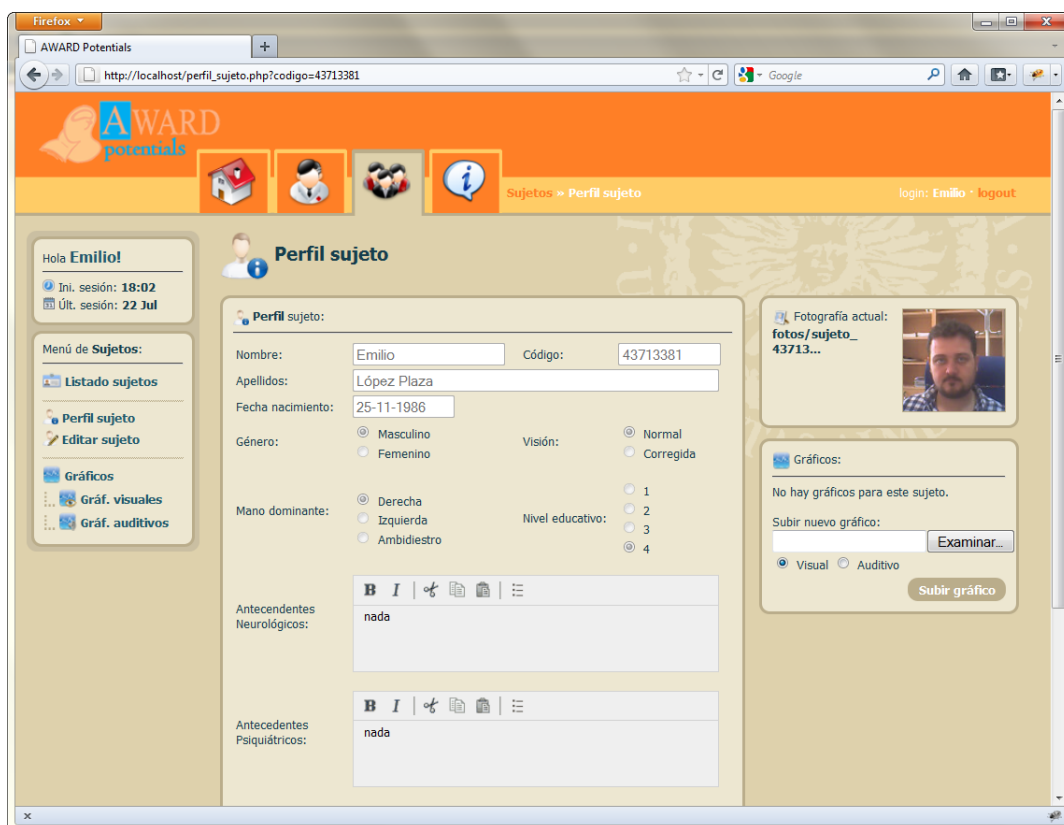 Firefox
AWARD Potentials
http://localhost/perfil_sujeto.php?codigo=43713381
Google
AWARD
potentials
Sujetos » Perfil sujeto
login: Emilio · logout
Hola Emilio!
Ini. sesión: 18:02
Últ. sesión: 22 Jul
Menú de Sujetos:
Listado sujetos
Perfil sujeto
Editar sujeto
Gráficos
Gráf. visuales
Gráf. auditivos
Perfil sujeto
Perfil sujeto:
Nombre: Emilio Código: 43713381
Apellidos: López Plaza
Fecha nacimiento: 25-11-1986
Género: Masculino Visión: Normal
Femenino Corregida
Mano dominante: Derecha Nivel educativo: 1
Izquierda 2
Ambidiestro 3
4
Antecendentes
Neurológicos:
B I
nada
Antecedentes
Psiquiátricos:
B I
nada
Fotografía actual:
fotos/sujeto_
43713...
Gráficos:
No hay gráficos para este sujeto.
Subir nuevo gráfico:
Examinar...
Visual Auditivo
Subir gráfico